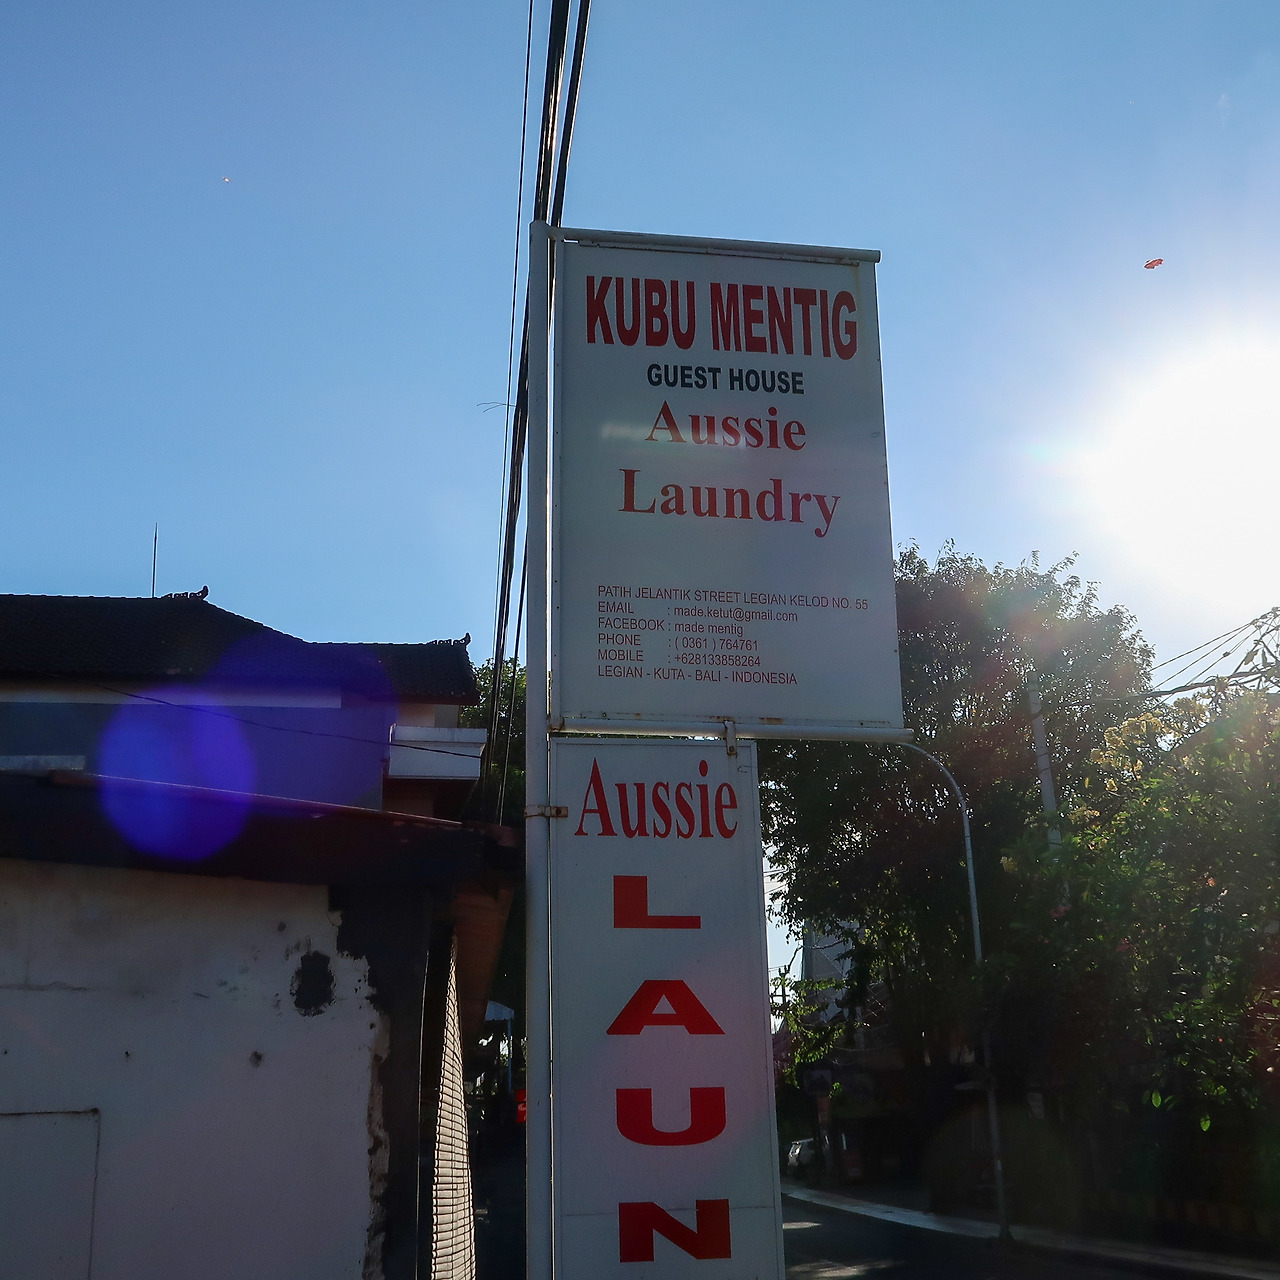 KUBU MENTIG
GUEST HOUSE
Aussie
Laundry
PATIH JELANTIK STREET LEGIAN KELOD NO. 55
EMAIL : made.ketut@gmail.com
FACEBOOK : made mentig
PHONE : ( 0361 ) 764761
MOBILE : +628133858264
LEGIAN - KUTA - BALI - INDONESIA
Aussie
L
A
U
N